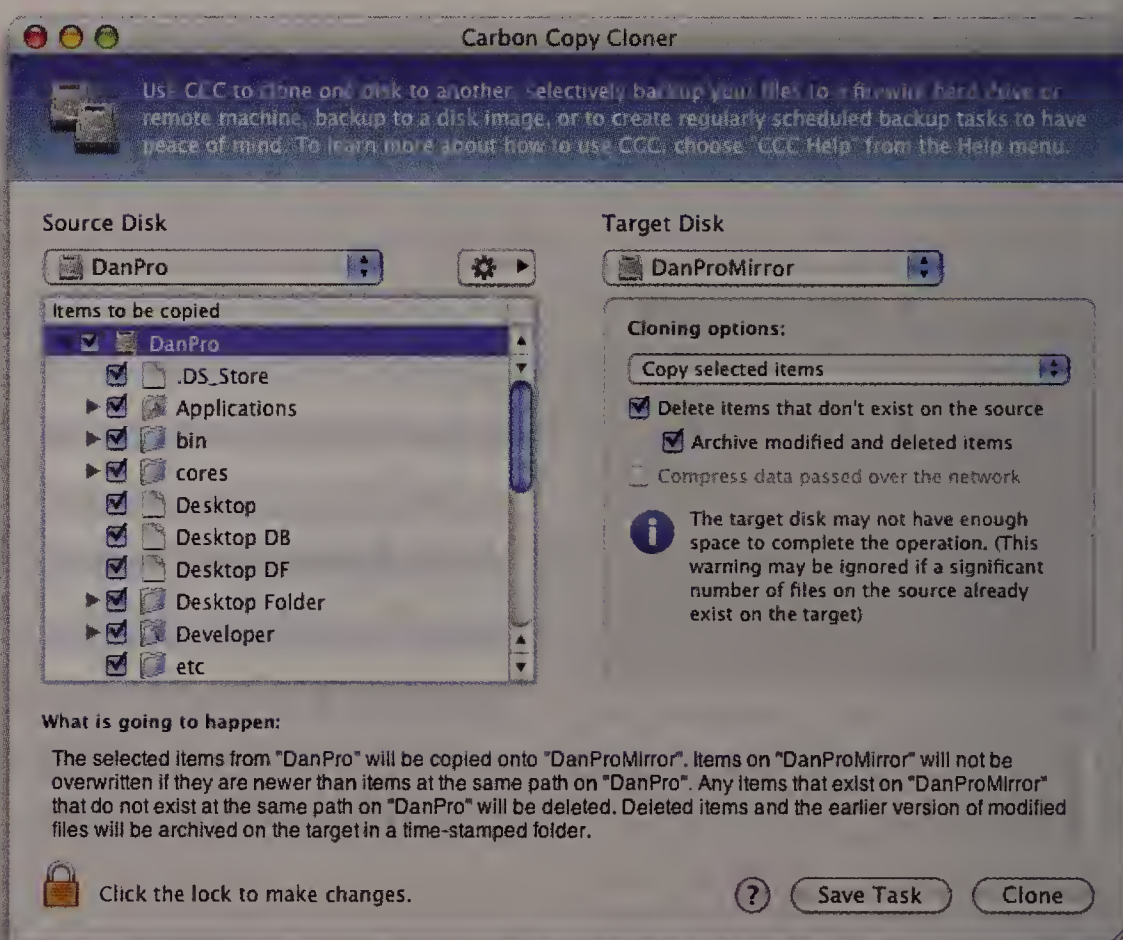 Carbon Copy Cloner
Use CCC to clone one disk to another, selectively backup your files to a firewire hard drive or
remote machine, backup to a disk image, or to create regularly scheduled backup tasks to have
peace of mind. To learn more about how to use CCC, choose "CCC Help" from the Help menu.
Source Disk
DanPro
Items to be copied
DanPro
.DS_Store
Applications
bin
cores
Desktop
Desktop DB
Desktop DF
Desktop Folder
Developer
etc
Target Disk
DanProMirror
Cloning options:
Copy selected items
Delete items that don't exist on the source
Archive modified and deleted items
Compress data passed over the network
The target disk may not have enough
space to complete the operation. (This
warning may be ignored if a significant
number of files on the source already
exist on the target)
What is going to happen:
The selected items from "DanPro" will be copied onto "DanProMirror". Items on "DanProMirror" will not be
overwritten if they are newer than items at the same path on "DanPro". Any items that exist on "DanProMirror"
that do not exist at the same path on "DanPro" will be deleted. Deleted items and the earlier version of modified
files will be archived on the target in a time-stamped folder.
Click the lock to make changes.
?
Save Task
Clone